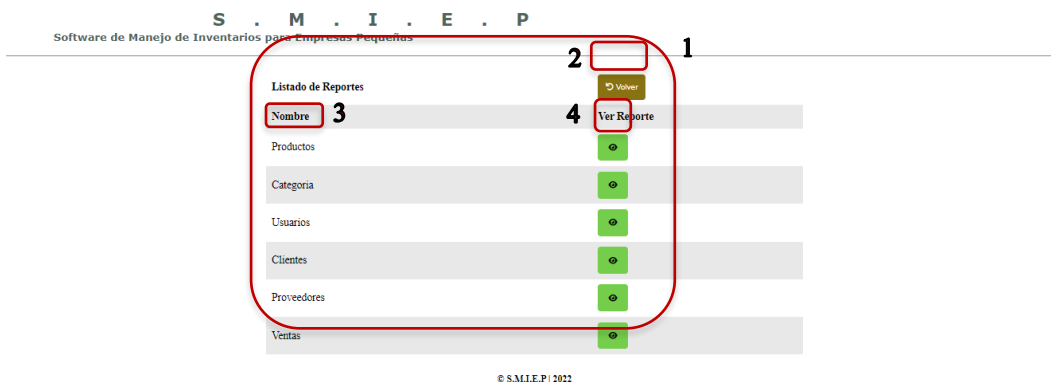 S . M . I . E . P
Software de Manejo de Inventarios para Empresas Pequeñas
1
2
Listado de Reportes Volver
Nombre 3 4 Ver Reporte
Productos
Categoria
Usuarios
Clientes
Proveedores
Ventas
© S.M.I.E.P | 2022